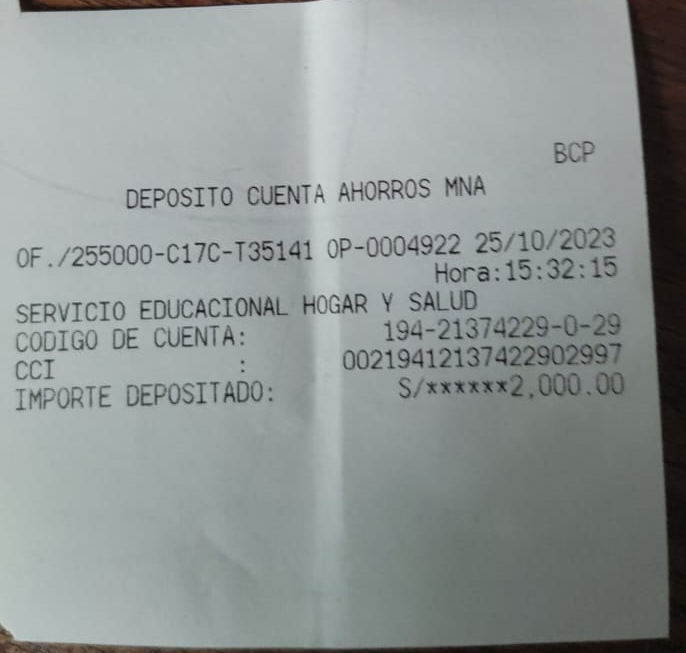 BCP
DEPOSITO CUENTA AHORROS MNA
OF./255000-C17C-T35141 OP-0004922 25/10/2023
Hora:15:32:15
SERVICIO EDUCACIONAL HOGAR Y SALUD
CODIGO DE CUENTA: 194-21374229-0-29
CCI : 00219412137422902997
IMPORTE DEPOSITADO: S/******2,000.00